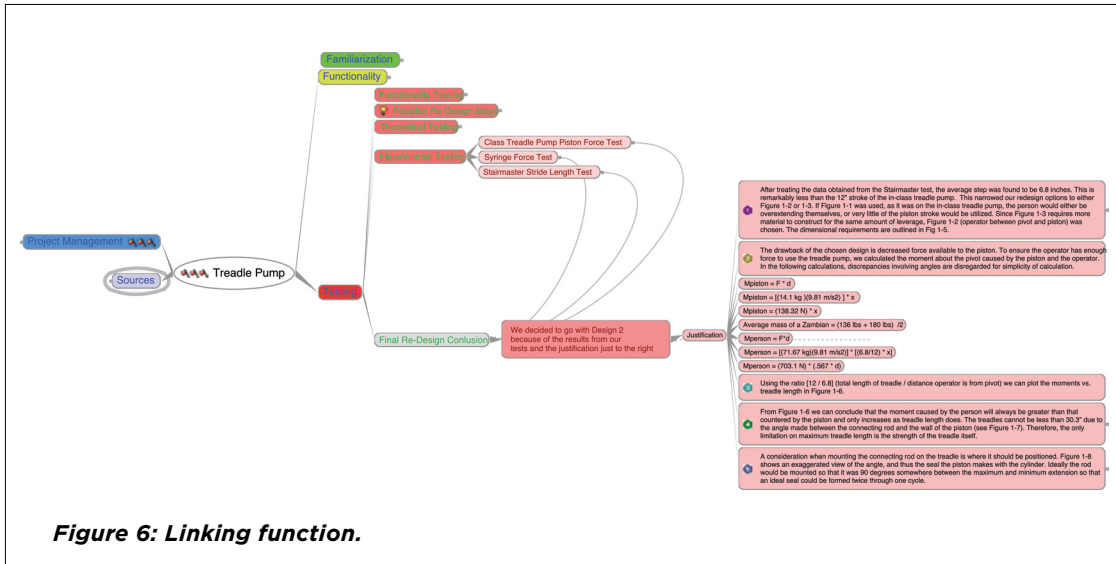 Familiarization
Functionality
Functionality Testing
Possible Re-Design Ideas
Theoretical Testing
Experimental Testing
Class Treadle Pump Piston Force Test
Syringe Force Test
Stairmaster Stride Length Test
Project Management
Sources
Treadle Pump
Testing
Final Re-Design Conlusion
We decided to go with Design 2
because of the results from our
tests and the justification just to the right
Justification
1
After treating the data obtained from the Stairmaster test, the average step was found to be 6.8 inches. This is
remarkably less than the 12" stroke of the in-class treadle pump. This narrowed our redesign options to either
Figure 1-2 or 1-3. If Figure 1-1 was used, as it was on the in-class treadle pump, the person would either be
overextending themselves, or very little of the piston stroke would be utilized. Since Figure 1-3 requires more
material to construct for the same amount of leverage, Figure 1-2 (operator between pivot and piston) was
chosen. The dimensional requirements are outlined in Fig 1-5.
2
The drawback of the chosen design is decreased force available to the piston. To ensure the operator has enough
force to use the treadle pump, we calculated the moment about the pivot caused by the piston and the operator.
In the following calculations, discrepancies involving angles are disregarded for simplicity of calculation.
Mpiston = F * d
Mpiston = [(14.1 kg )(9.81 m/s2) ] * x
Mpiston = (138.32 N) * x
Average mass of a Zambian = (136 lbs + 180 lbs) /2
Mperson = F*d
Mperson = [(71.67 kg)(9.81 m/s2)] * [(6.8/12) * x]
Mperson = (703.1 N) * (.567 * d)
3
Using the ratio [12 / 6.8] (total length of treadle / distance operator is from pivot) we can plot the moments vs.
treadle length in Figure 1-6.
4
From Figure 1-6 we can conclude that the moment caused by the person will always be greater than that
countered by the piston and only increases as treadle length does. The treadles cannot be less than 30.3" due to
the angle made between the connecting rod and the wall of the piston (see Figure 1-7). Therefore, the only
limitation on maximum treadle length is the strength of the treadle itself.
5
A consideration when mounting the connecting rod on the treadle is where it should be positioned. Figure 1-8
shows an exaggerated view of the angle, and thus the seal the piston makes with the cylinder. Ideally the rod
would be mounted so that it was 90 degrees somewhere between the maximum and minimum extension so that
an ideal seal could be formed twice through one cycle.
Figure 6: Linking function.